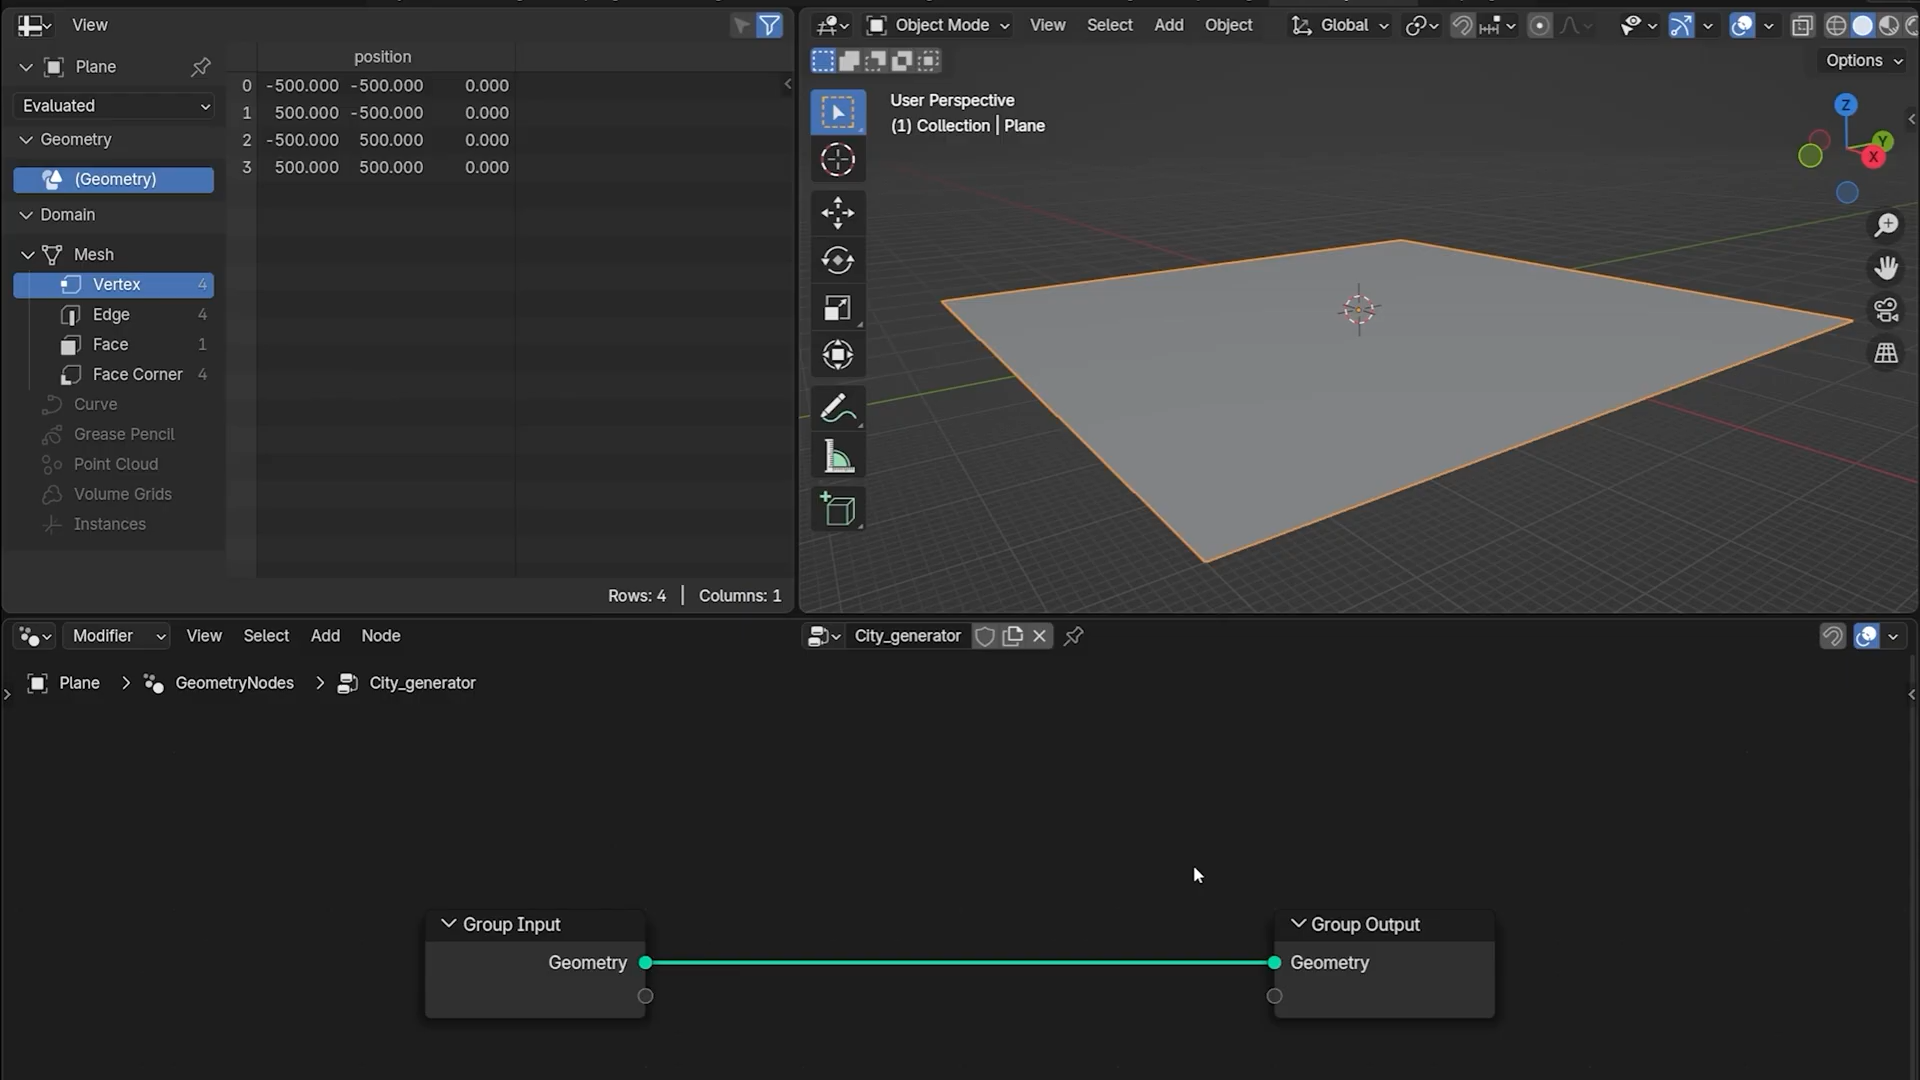 View
Plane
Evaluated
Geometry
(Geometry)
Domain
Mesh
Vertex 4
Edge 4
Face 1
Face Corner 4
Curve
Grease Pencil
Point Cloud
Volume Grids
Instances
position
0 -500.000 -500.000 0.000
1 500.000 -500.000 0.000
2 -500.000 500.000 0.000
3 500.000 500.000 0.000
Rows: 4 | Columns: 1
Object Mode View Select Add Object Global
Options
User Perspective
(1) Collection | Plane
Z
Y
X
Modifier View Select Add Node City_generator
Plane > GeometryNodes > City_generator
Group Input
Geometry
Group Output
Geometry